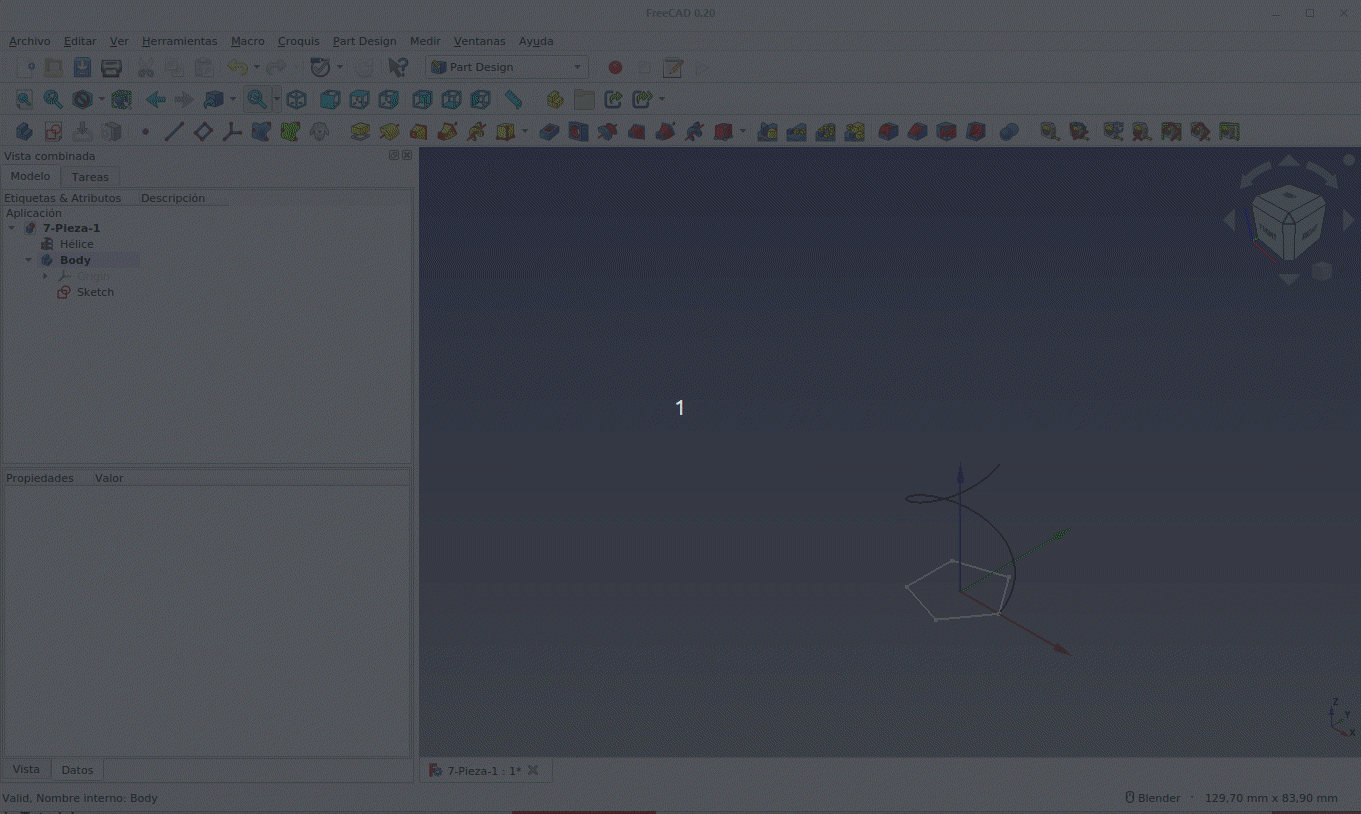 FreeCAD 0.20
Archivo Editar Ver Herramientas Macro Croquis Part Design Medir Ventanas Ayuda
Part Design
Vista combinada
Modelo Tareas
Etiquetas & Atributos Descripción
Aplicación
7-Pieza-1
Hélice
Body
Origin
Sketch
1
Propiedades Valor
Z
Y
X
Vista Datos
7-Pieza-1 : 1*
Valid, Nombre interno: Body
Blender
129,70 mm x 83,90 mm